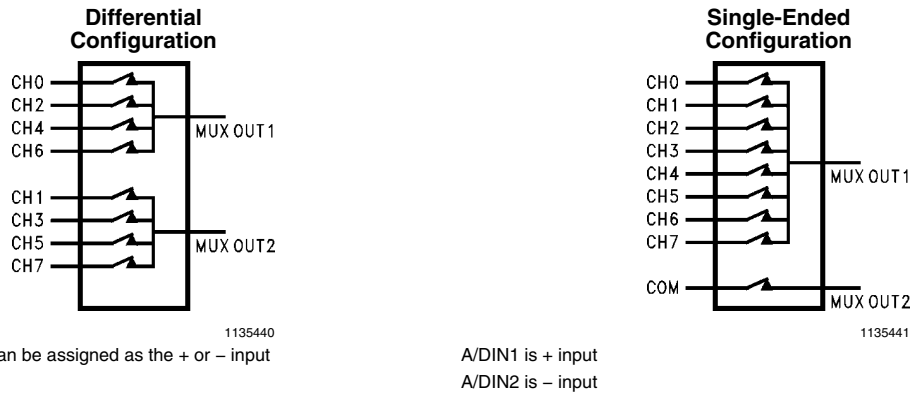 Differential
Configuration
CH0
CH2
CH4
CH6
MUX OUT1
CH1
CH3
CH5
CH7
MUX OUT2
1135440
can be assigned as the + or − input
Single-Ended
Configuration
CH0
CH1
CH2
CH3
CH4
CH5
CH6
CH7
MUX OUT1
COM
MUX OUT2
1135441
A/DIN1 is + input
A/DIN2 is − input